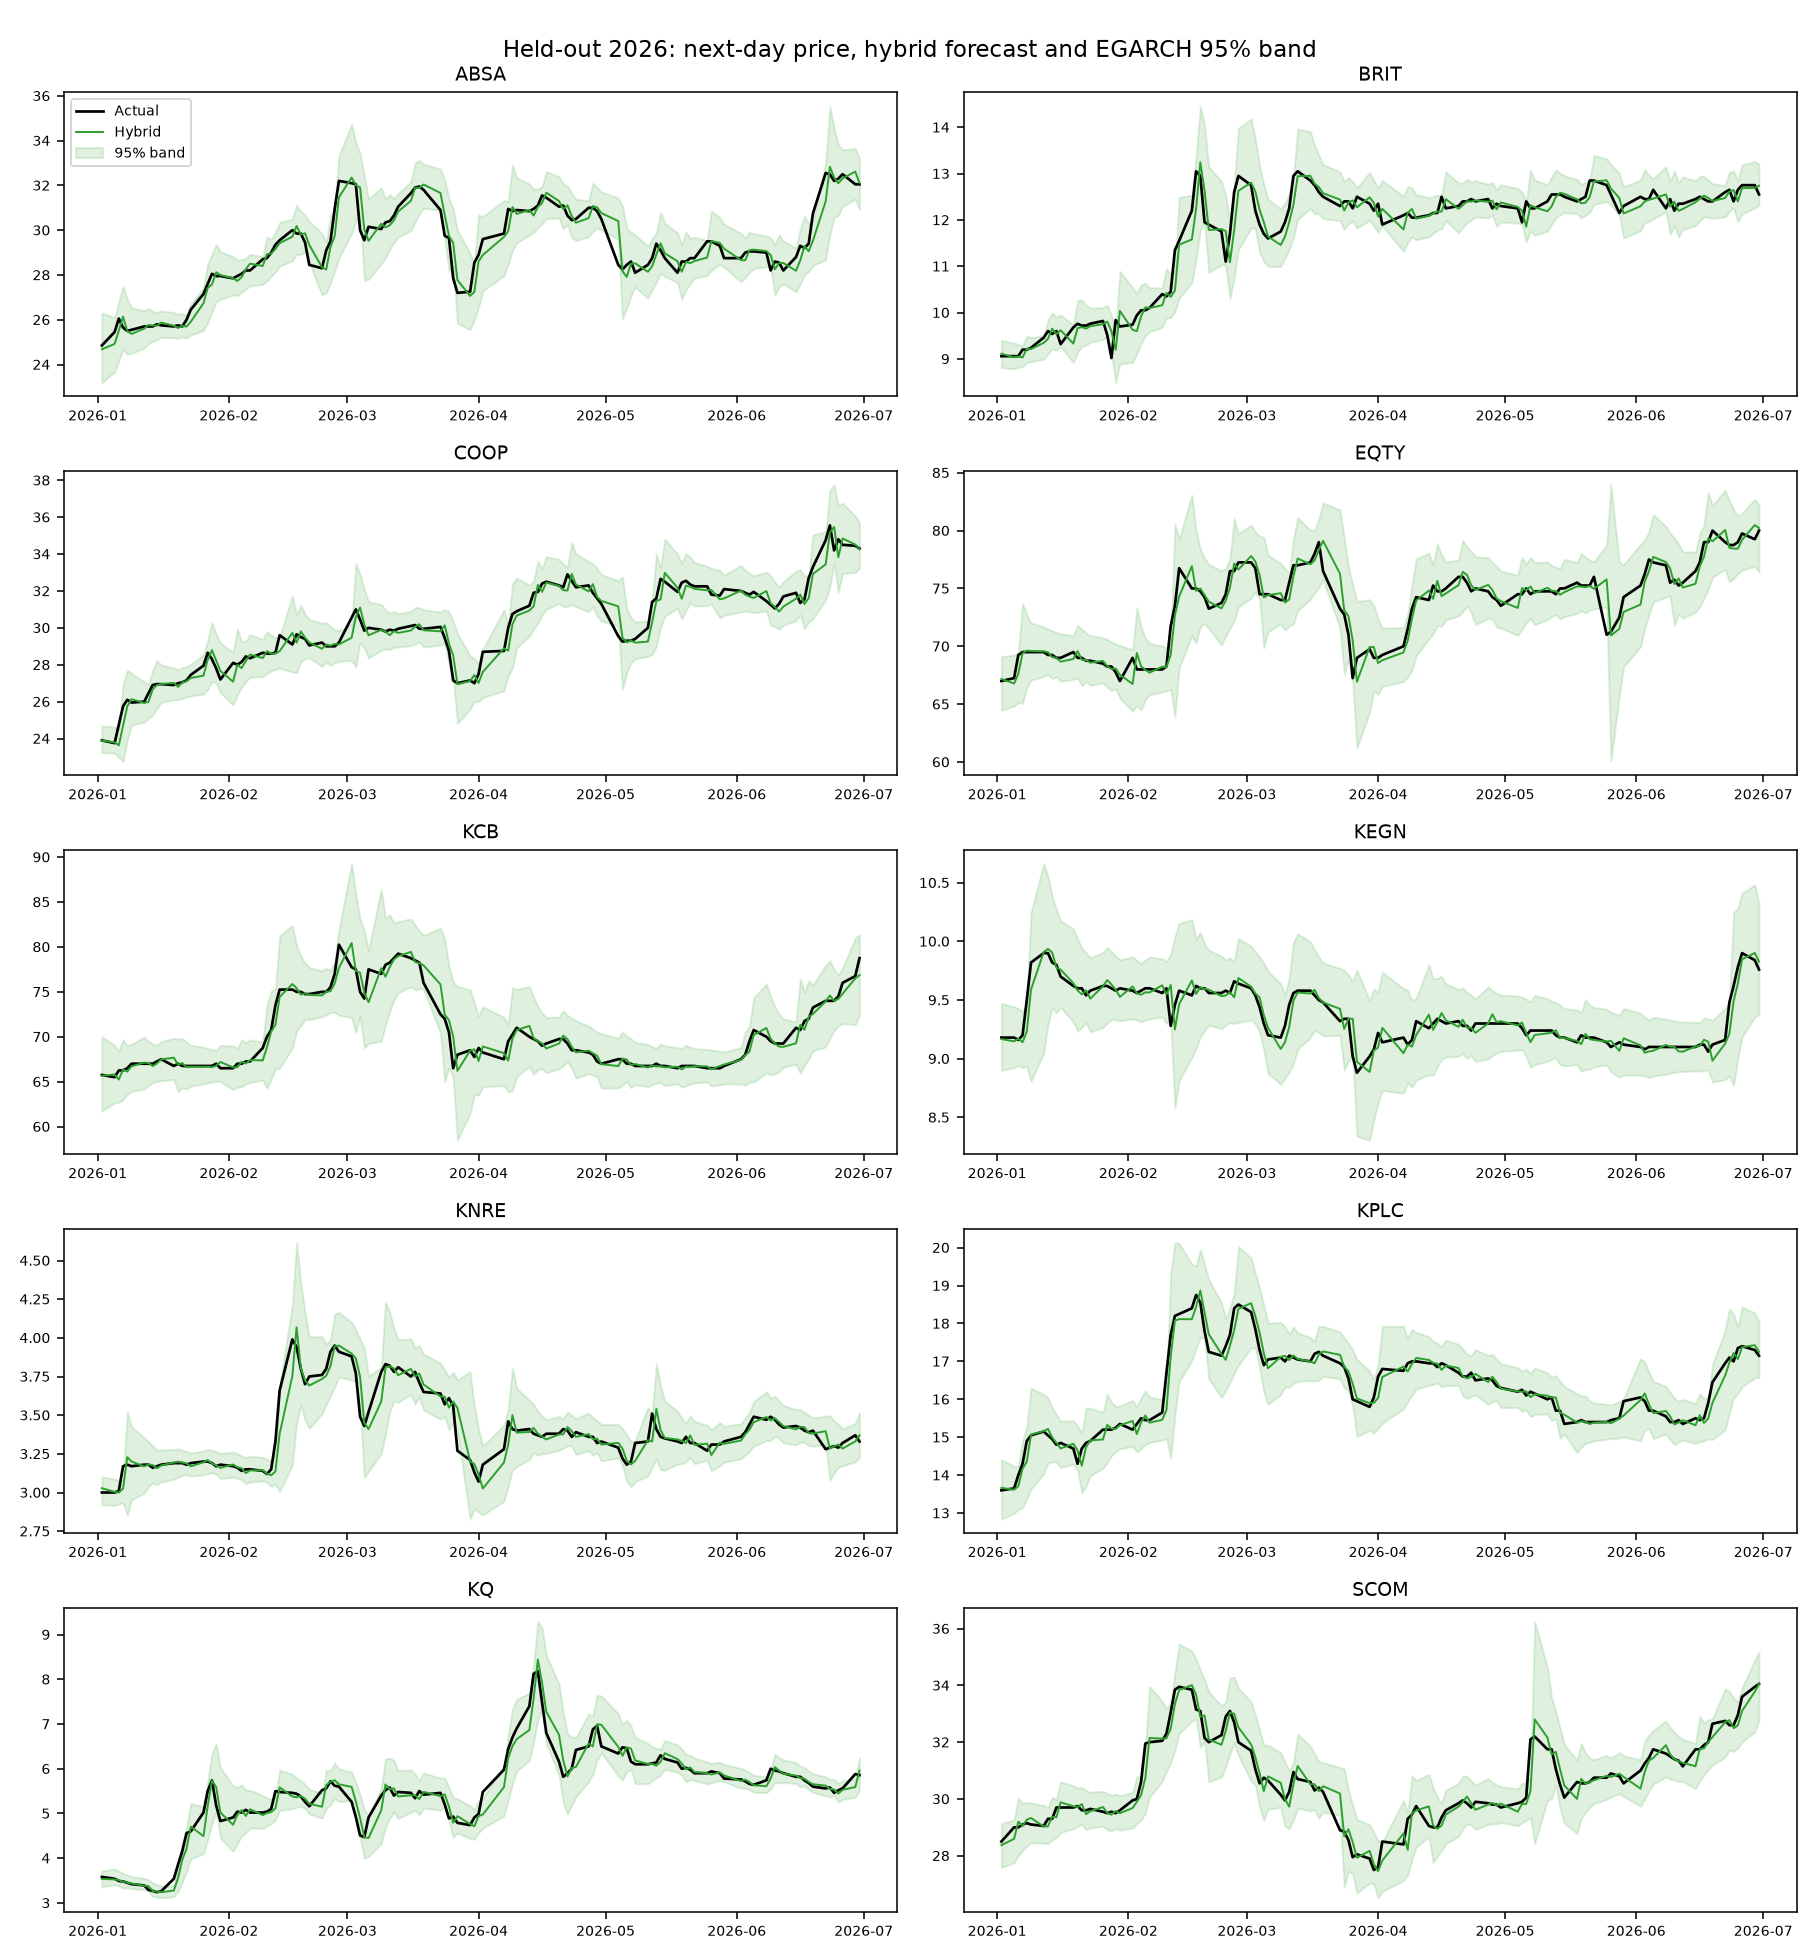 Held-out 2026: next-day price, hybrid forecast and EGARCH 95% band
ABSA
36
34
32
30
28
26
24
Actual
Hybrid
95% band
2026-01 2026-02 2026-03 2026-04 2026-05 2026-06 2026-07
BRIT
14
13
12
11
10
9
2026-01 2026-02 2026-03 2026-04 2026-05 2026-06 2026-07
COOP
38
36
34
32
30
28
26
24
2026-01 2026-02 2026-03 2026-04 2026-05 2026-06 2026-07
EQTY
85
80
75
70
65
60
2026-01 2026-02 2026-03 2026-04 2026-05 2026-06 2026-07
KCB
90
85
80
75
70
65
60
2026-01 2026-02 2026-03 2026-04 2026-05 2026-06 2026-07
KEGN
10.5
10.0
9.5
9.0
8.5
2026-01 2026-02 2026-03 2026-04 2026-05 2026-06 2026-07
KNRE
4.50
4.25
4.00
3.75
3.50
3.25
3.00
2.75
2026-01 2026-02 2026-03 2026-04 2026-05 2026-06 2026-07
KPLC
20
19
18
17
16
15
14
13
2026-01 2026-02 2026-03 2026-04 2026-05 2026-06 2026-07
KQ
9
8
7
6
5
4
3
2026-01 2026-02 2026-03 2026-04 2026-05 2026-06 2026-07
SCOM
36
34
32
30
28
2026-01 2026-02 2026-03 2026-04 2026-05 2026-06 2026-07